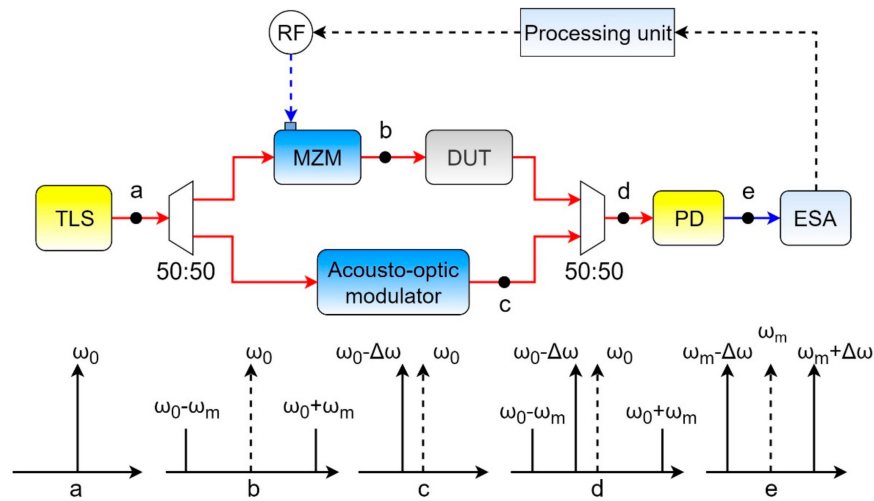 RF
Processing unit
b
MZM
DUT
a
d
e
TLS
PD
ESA
50:50
50:50
Acousto-optic
modulator
c
ω₀
ω₀-ωₘ
ω₀+ωₘ
ω₀-Δω
ω₀
ω₀
ω₀-Δω
ω₀
ω₀-ωₘ
ω₀+ωₘ
ωₘ-Δω
ωₘ
ωₘ+Δω
a
b
c
d
e